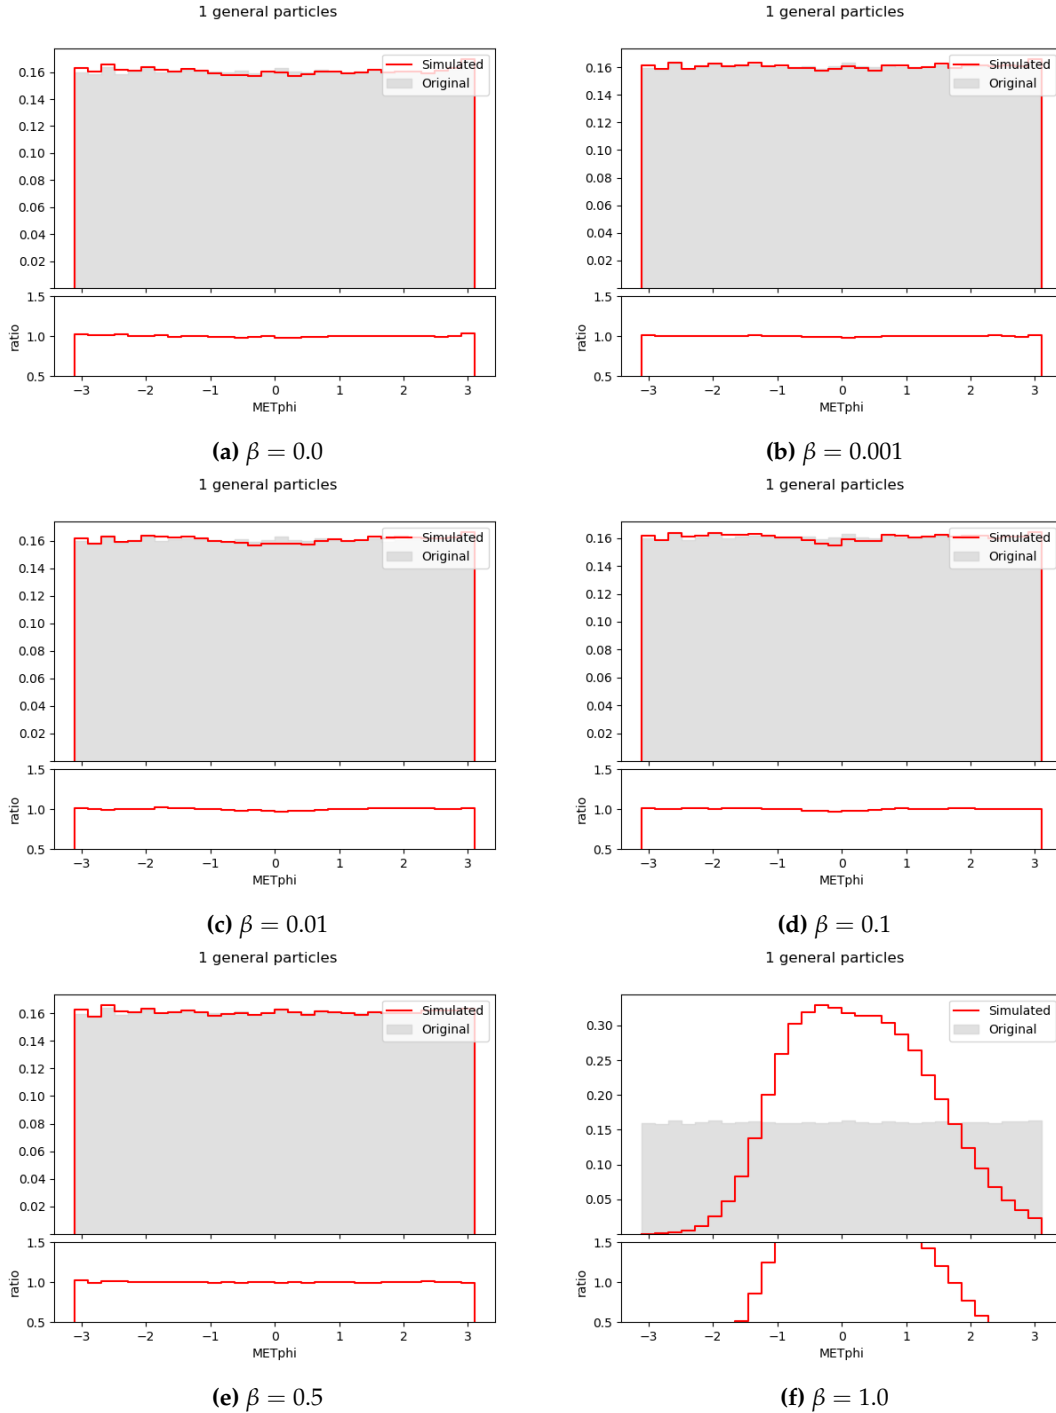 1 general particles
1 general particles
0.16
0.14
0.12
0.10
0.08
0.06
0.04
0.02
Simulated
Original
1.5
1.0
0.5
ratio
−3 −2 −1 0 1 2 3
METphi
(a) β = 0.0
0.16
0.14
0.12
0.10
0.08
0.06
0.04
0.02
Simulated
Original
1.5
1.0
0.5
ratio
−3 −2 −1 0 1 2 3
METphi
(b) β = 0.001
1 general particles
1 general particles
0.16
0.14
0.12
0.10
0.08
0.06
0.04
0.02
Simulated
Original
1.5
1.0
0.5
ratio
−3 −2 −1 0 1 2 3
METphi
(c) β = 0.01
0.16
0.14
0.12
0.10
0.08
0.06
0.04
0.02
Simulated
Original
1.5
1.0
0.5
ratio
−3 −2 −1 0 1 2 3
METphi
(d) β = 0.1
1 general particles
1 general particles
0.16
0.14
0.12
0.10
0.08
0.06
0.04
0.02
Simulated
Original
1.5
1.0
0.5
ratio
−3 −2 −1 0 1 2 3
METphi
(e) β = 0.5
0.30
0.25
0.20
0.15
0.10
0.05
Simulated
Original
1.5
1.0
0.5
ratio
−3 −2 −1 0 1 2 3
METphi
(f) β = 1.0